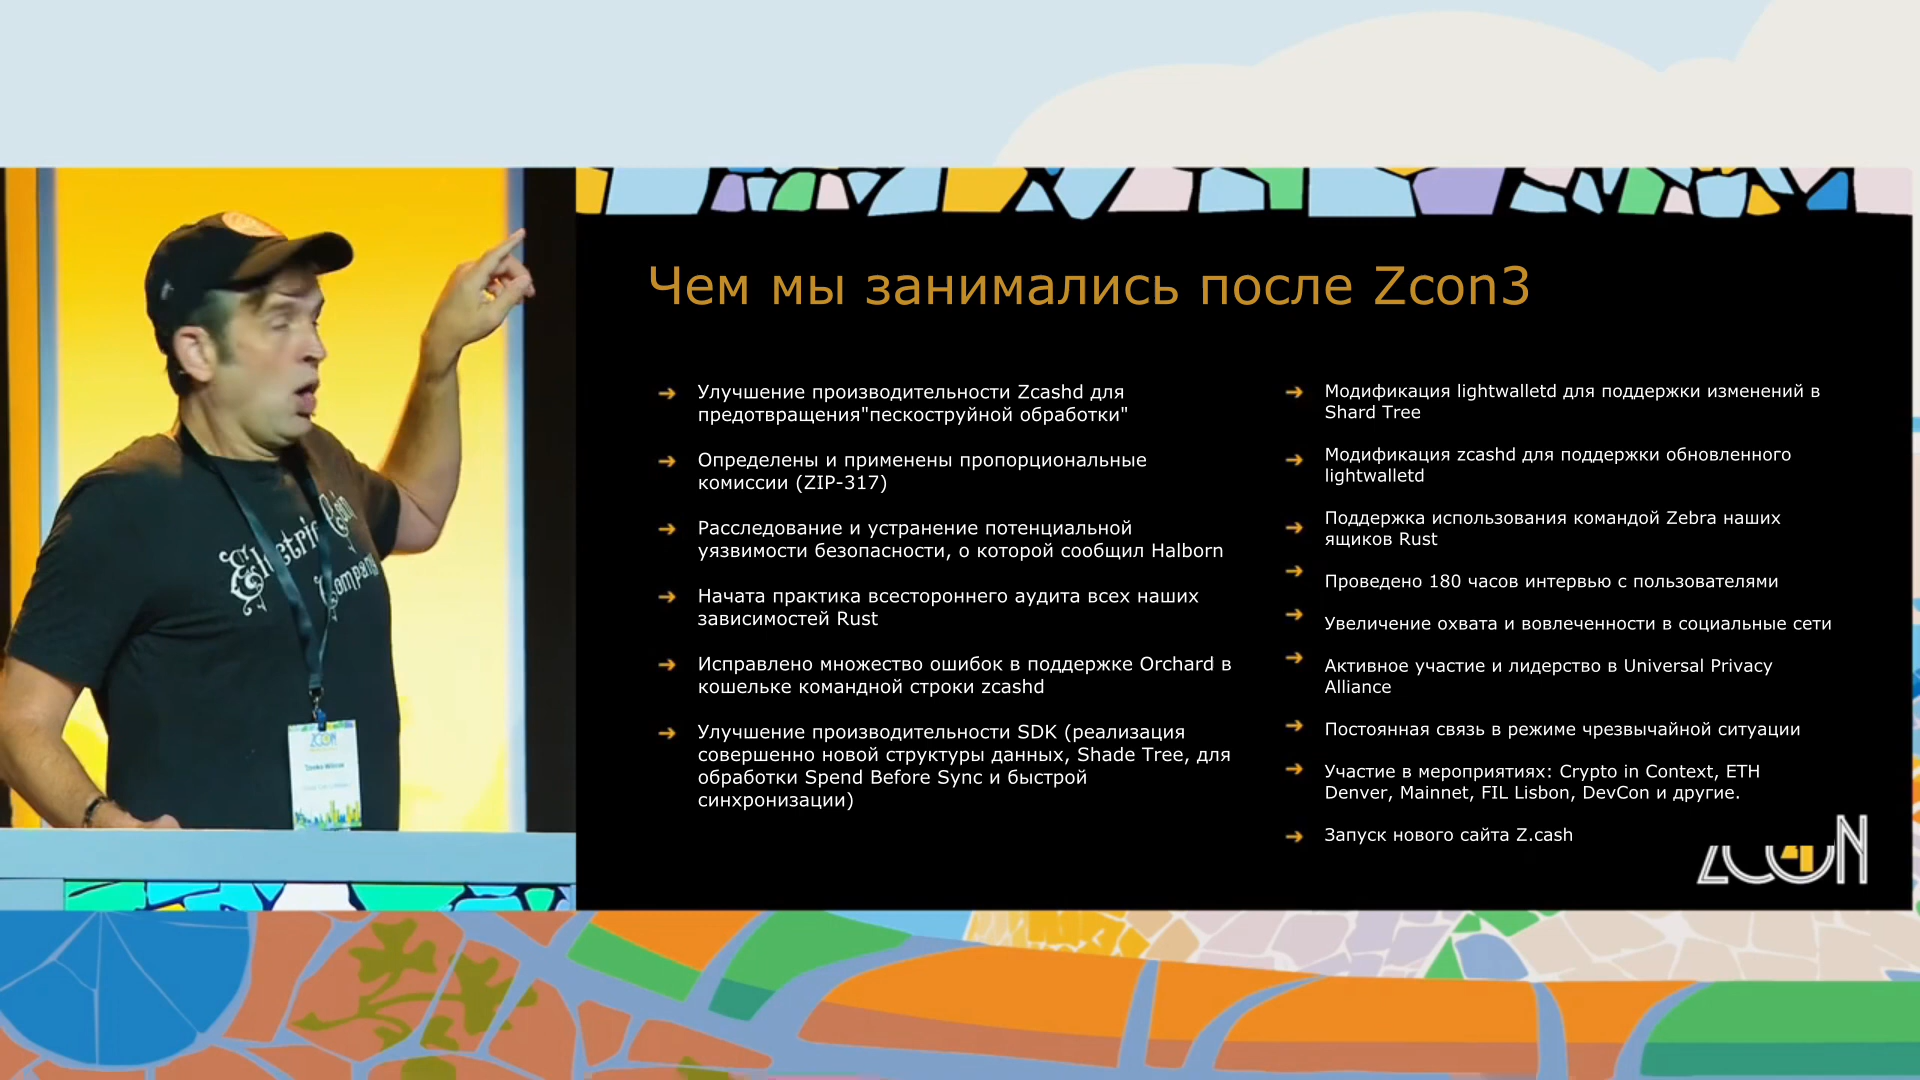 Чем мы занимались после Zcon3
Улучшение производительности Zcashd для
предотвращения"пескоструйной обработки"
Определены и применены пропорциональные
комиссии (ZIP-317)
Расследование и устранение потенциальной
уязвимости безопасности, о которой сообщил Halborn
Начата практика всестороннего аудита всех наших
зависимостей Rust
Исправлено множество ошибок в поддержке Orchard в
кошельке командной строки zcashd
Улучшение производительности SDK (реализация
совершенно новой структуры данных, Shade Tree, для
обработки Spend Before Sync и быстрой
синхронизации)
Модификация lightwalletd для поддержки изменений в
Shard Tree
Модификация zcashd для поддержки обновленного
lightwalletd
Поддержка использования командой Zebra наших
ящиков Rust
Проведено 180 часов интервью с пользователями
Увеличение охвата и вовлеченности в социальные сети
Активное участие и лидерство в Universal Privacy
Alliance
Постоянная связь в режиме чрезвычайной ситуации
Участие в мероприятиях: Crypto in Context, ETH
Denver, Mainnet, FIL Lisbon, DevCon и другие.
Запуск нового сайта Z.cash
ZCON
4
Electric Coin
Company
ZCON